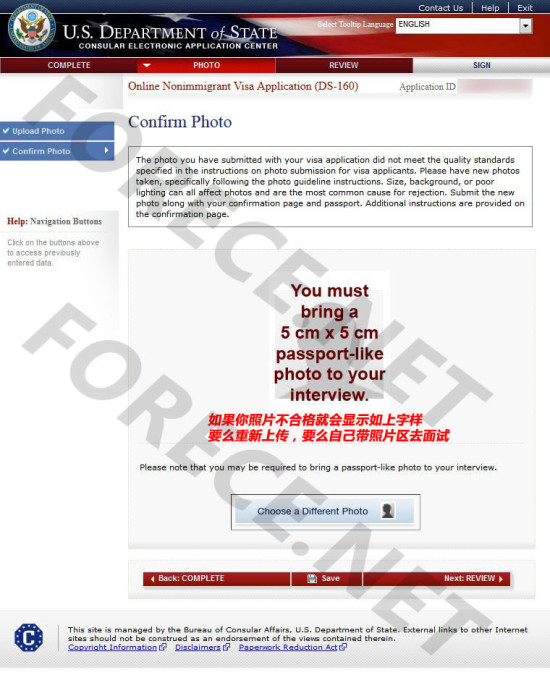 Contact Us | Help | Exit
Select Tooltip Language ENGLISH
U.S. DEPARTMENT of STATE
CONSULAR ELECTRONIC APPLICATION CENTER
COMPLETE PHOTO REVIEW SIGN
Online Nonimmigrant Visa Application (DS-160) Application ID
Confirm Photo
Upload Photo
Confirm Photo
The photo you have submitted with your visa application did not meet the quality standards
specified in the instructions on photo submission for visa applicants. Please have new photos
taken, specifically following the photo guideline instructions. Size, background, or poor
lighting can all affect photos and are the most common cause for rejection. Submit the new
photo along with your confirmation page and passport. Additional instructions are provided on
the confirmation page.
Help: Navigation Buttons
Click on the buttons above
to access previously
entered data.
You must
bring a
5 cm x 5 cm
passport-like
photo to your
interview.
如果你照片不合格就会显示如上字样
要么重新上传，要么自己带照片区去面试
Please note that you may be required to bring a passport-like photo to your interview.
Choose a Different Photo
Back: COMPLETE Save Next: REVIEW
This site is managed by the Bureau of Consular Affairs, U.S. Department of State. External links to other Internet
sites should not be construed as an endorsement of the views contained therein.
Copyright Information Disclaimers Paperwork Reduction Act
FORECE.NET
FORECE.NET